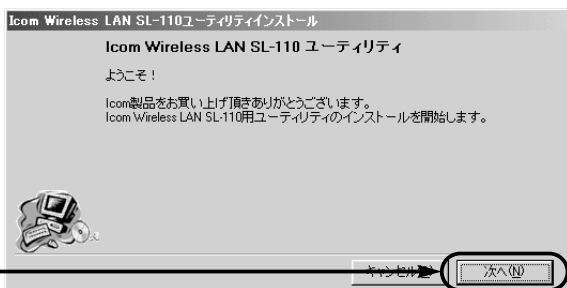 Icom Wireless LAN SL-110ユーティリティインストール
Icom Wireless LAN SL-110 ユーティリティ
ようこそ！
Icom製品をお買い上げ頂きありがとうございます。
Icom Wireless LAN SL-110用ユーティリティのインストールを開始します。
キャンセル
次へ(N)